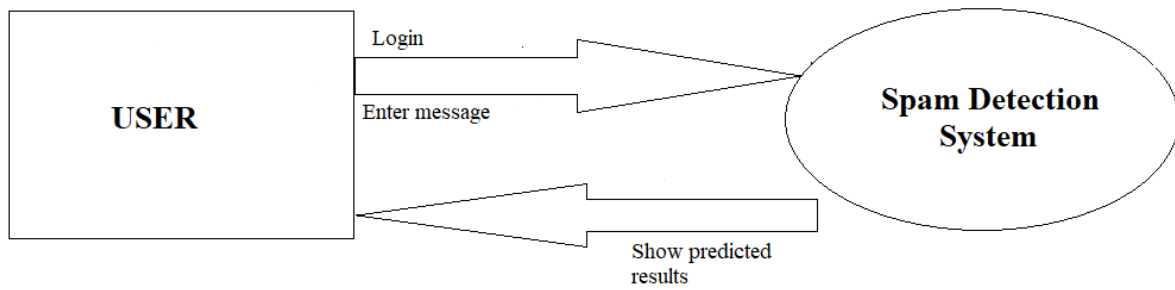 Login
USER
Enter message
Spam Detection
System
Show predicted
results